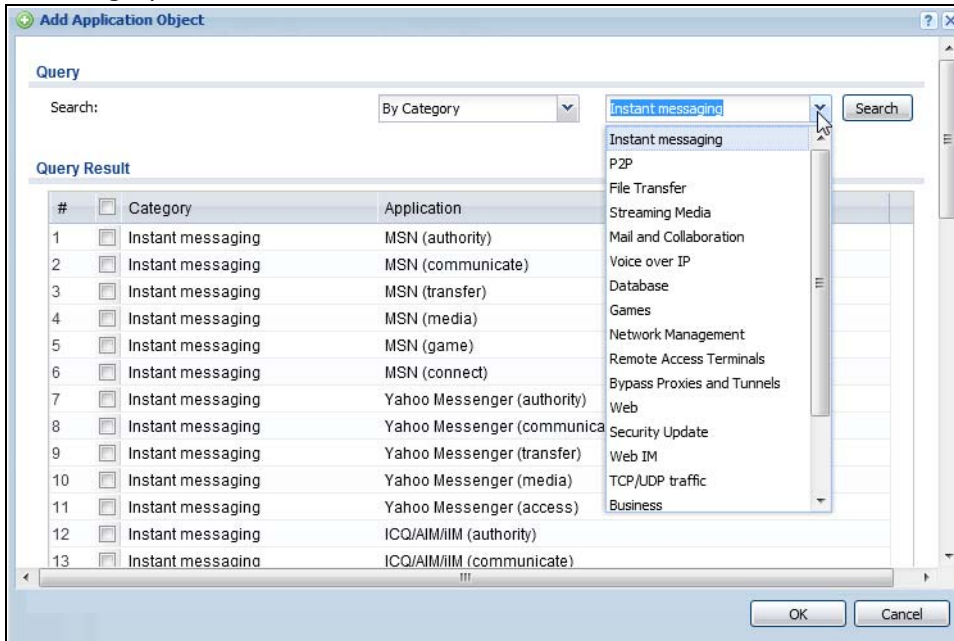 Add Application Object
Query
Search: By Category Instant messaging Search
Instant messaging
P2P
File Transfer
Streaming Media
Mail and Collaboration
Voice over IP
Database
Games
Network Management
Remote Access Terminals
Bypass Proxies and Tunnels
Web
Security Update
Web IM
TCP/UDP traffic
Business
Query Result
# Category Application
1 Instant messaging MSN (authority)
2 Instant messaging MSN (communicate)
3 Instant messaging MSN (transfer)
4 Instant messaging MSN (media)
5 Instant messaging MSN (game)
6 Instant messaging MSN (connect)
7 Instant messaging Yahoo Messenger (authority)
8 Instant messaging Yahoo Messenger (communica
9 Instant messaging Yahoo Messenger (transfer)
10 Instant messaging Yahoo Messenger (media)
11 Instant messaging Yahoo Messenger (access)
12 Instant messaging ICQ/AIM/iIM (authority)
13 Instant messaging ICQ/AIM/iIM (communicate)
OK Cancel